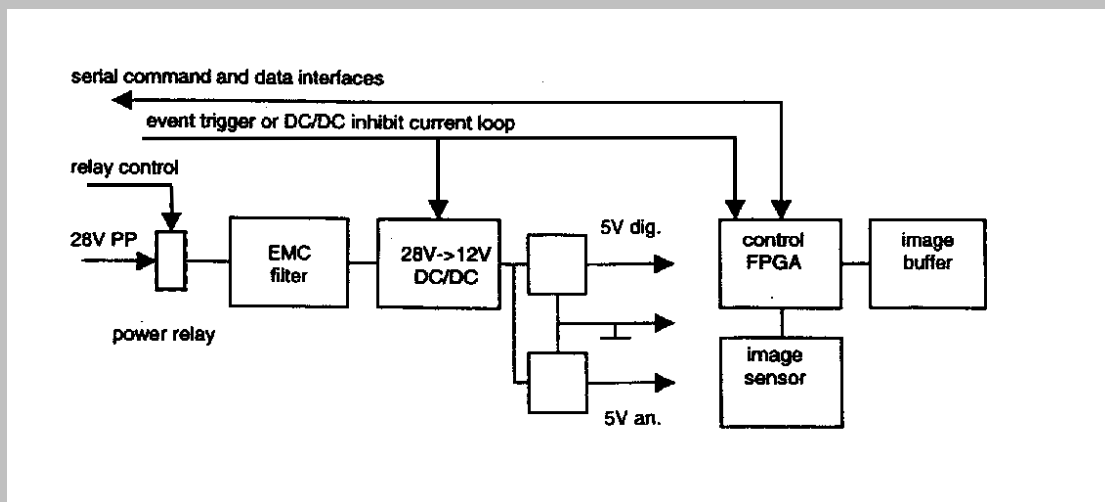 serial command and data interfaces
event trigger or DC/DC inhibit current loop
relay control
28V PP
EMC
filter
28V->12V
DC/DC
5V dig.
control
FPGA
image
buffer
power relay
image
sensor
5V an.